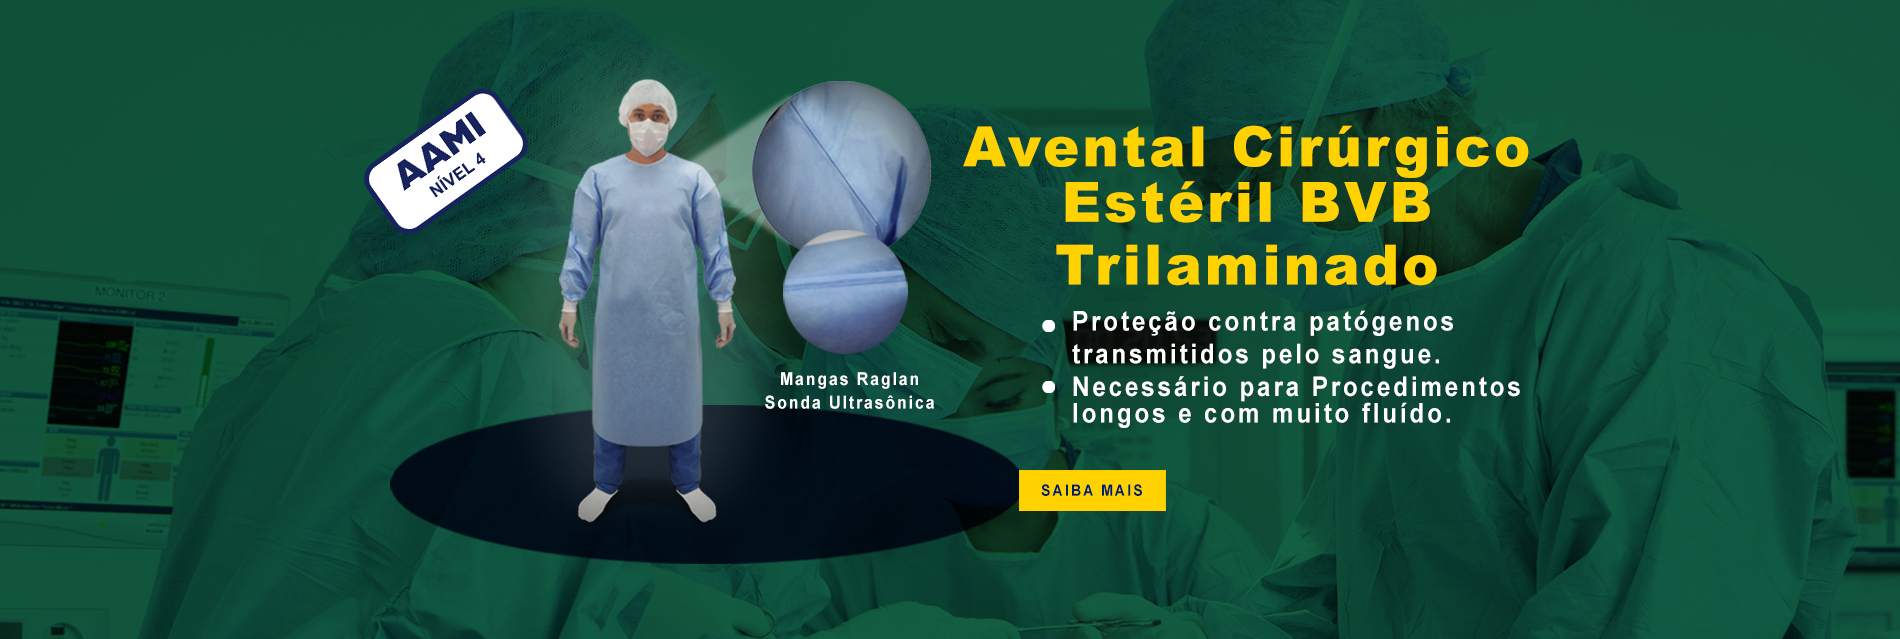 AAMI
NÍVEL 4
Avental Cirúrgico
Estéril BVB
Trilaminado
Proteção contra patógenos
transmitidos pelo sangue.
Necessário para Procedimentos
longos e com muito fluído.
Mangas Raglan
Sonda Ultrasônica
SAIBA MAIS
MONITOR 2